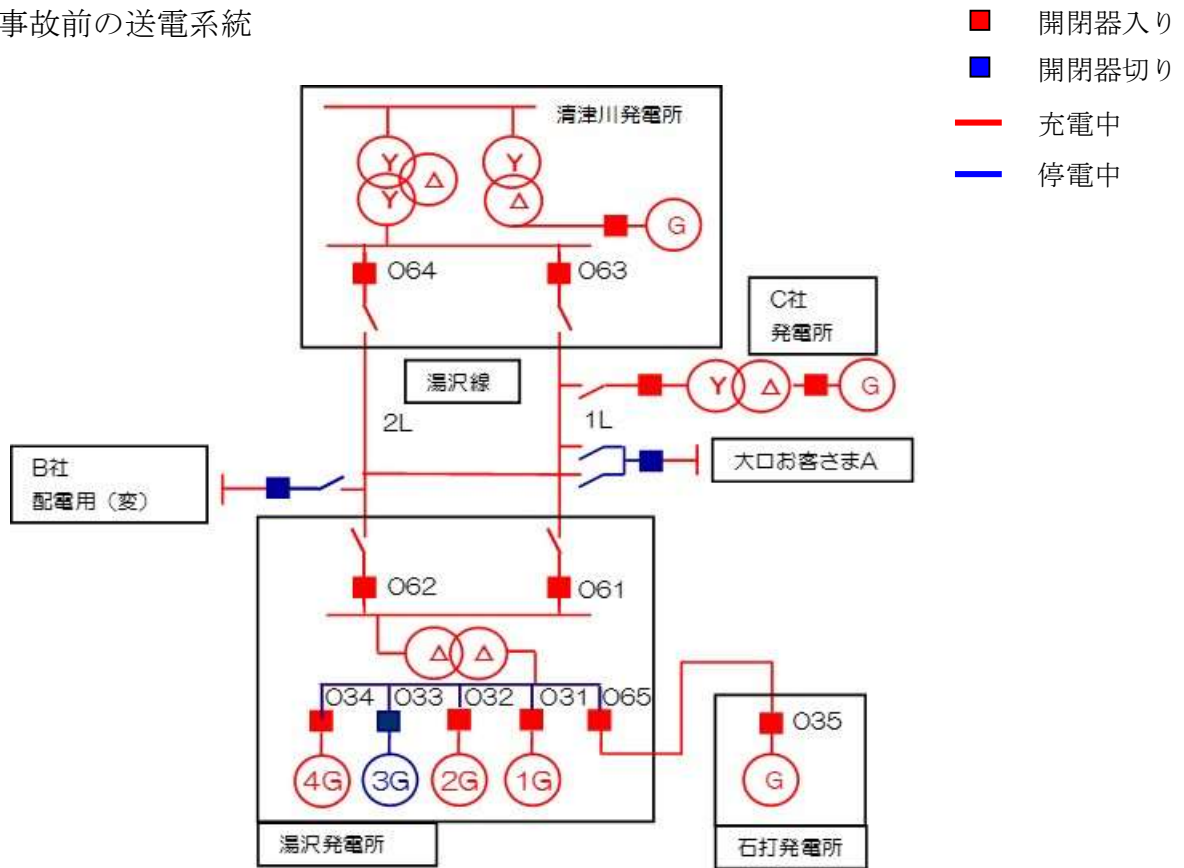 事故前の送電系統
開閉器入り
開閉器切り
充電中
停電中
清津川発電所
Y
Y
Δ
Y
Δ
G
O64
O63
C社
発電所
Y
Δ
G
湯沢線
2L
1L
B社
配電用（変）
大口お客さまA
O62
O61
Δ
Δ
O34
O33
O32
O31
O65
4G
3G
2G
1G
O35
G
湯沢発電所
石打発電所